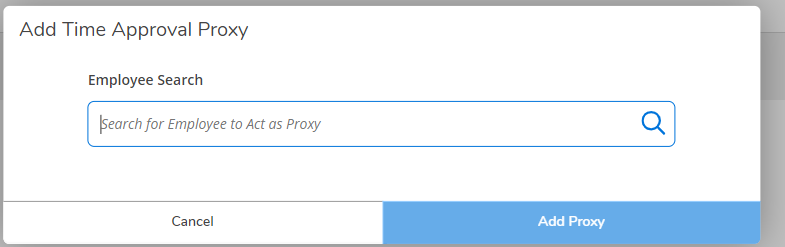 Add Time Approval Proxy
Employee Search
Search for Employee to Act as Proxy
Cancel
Add Proxy